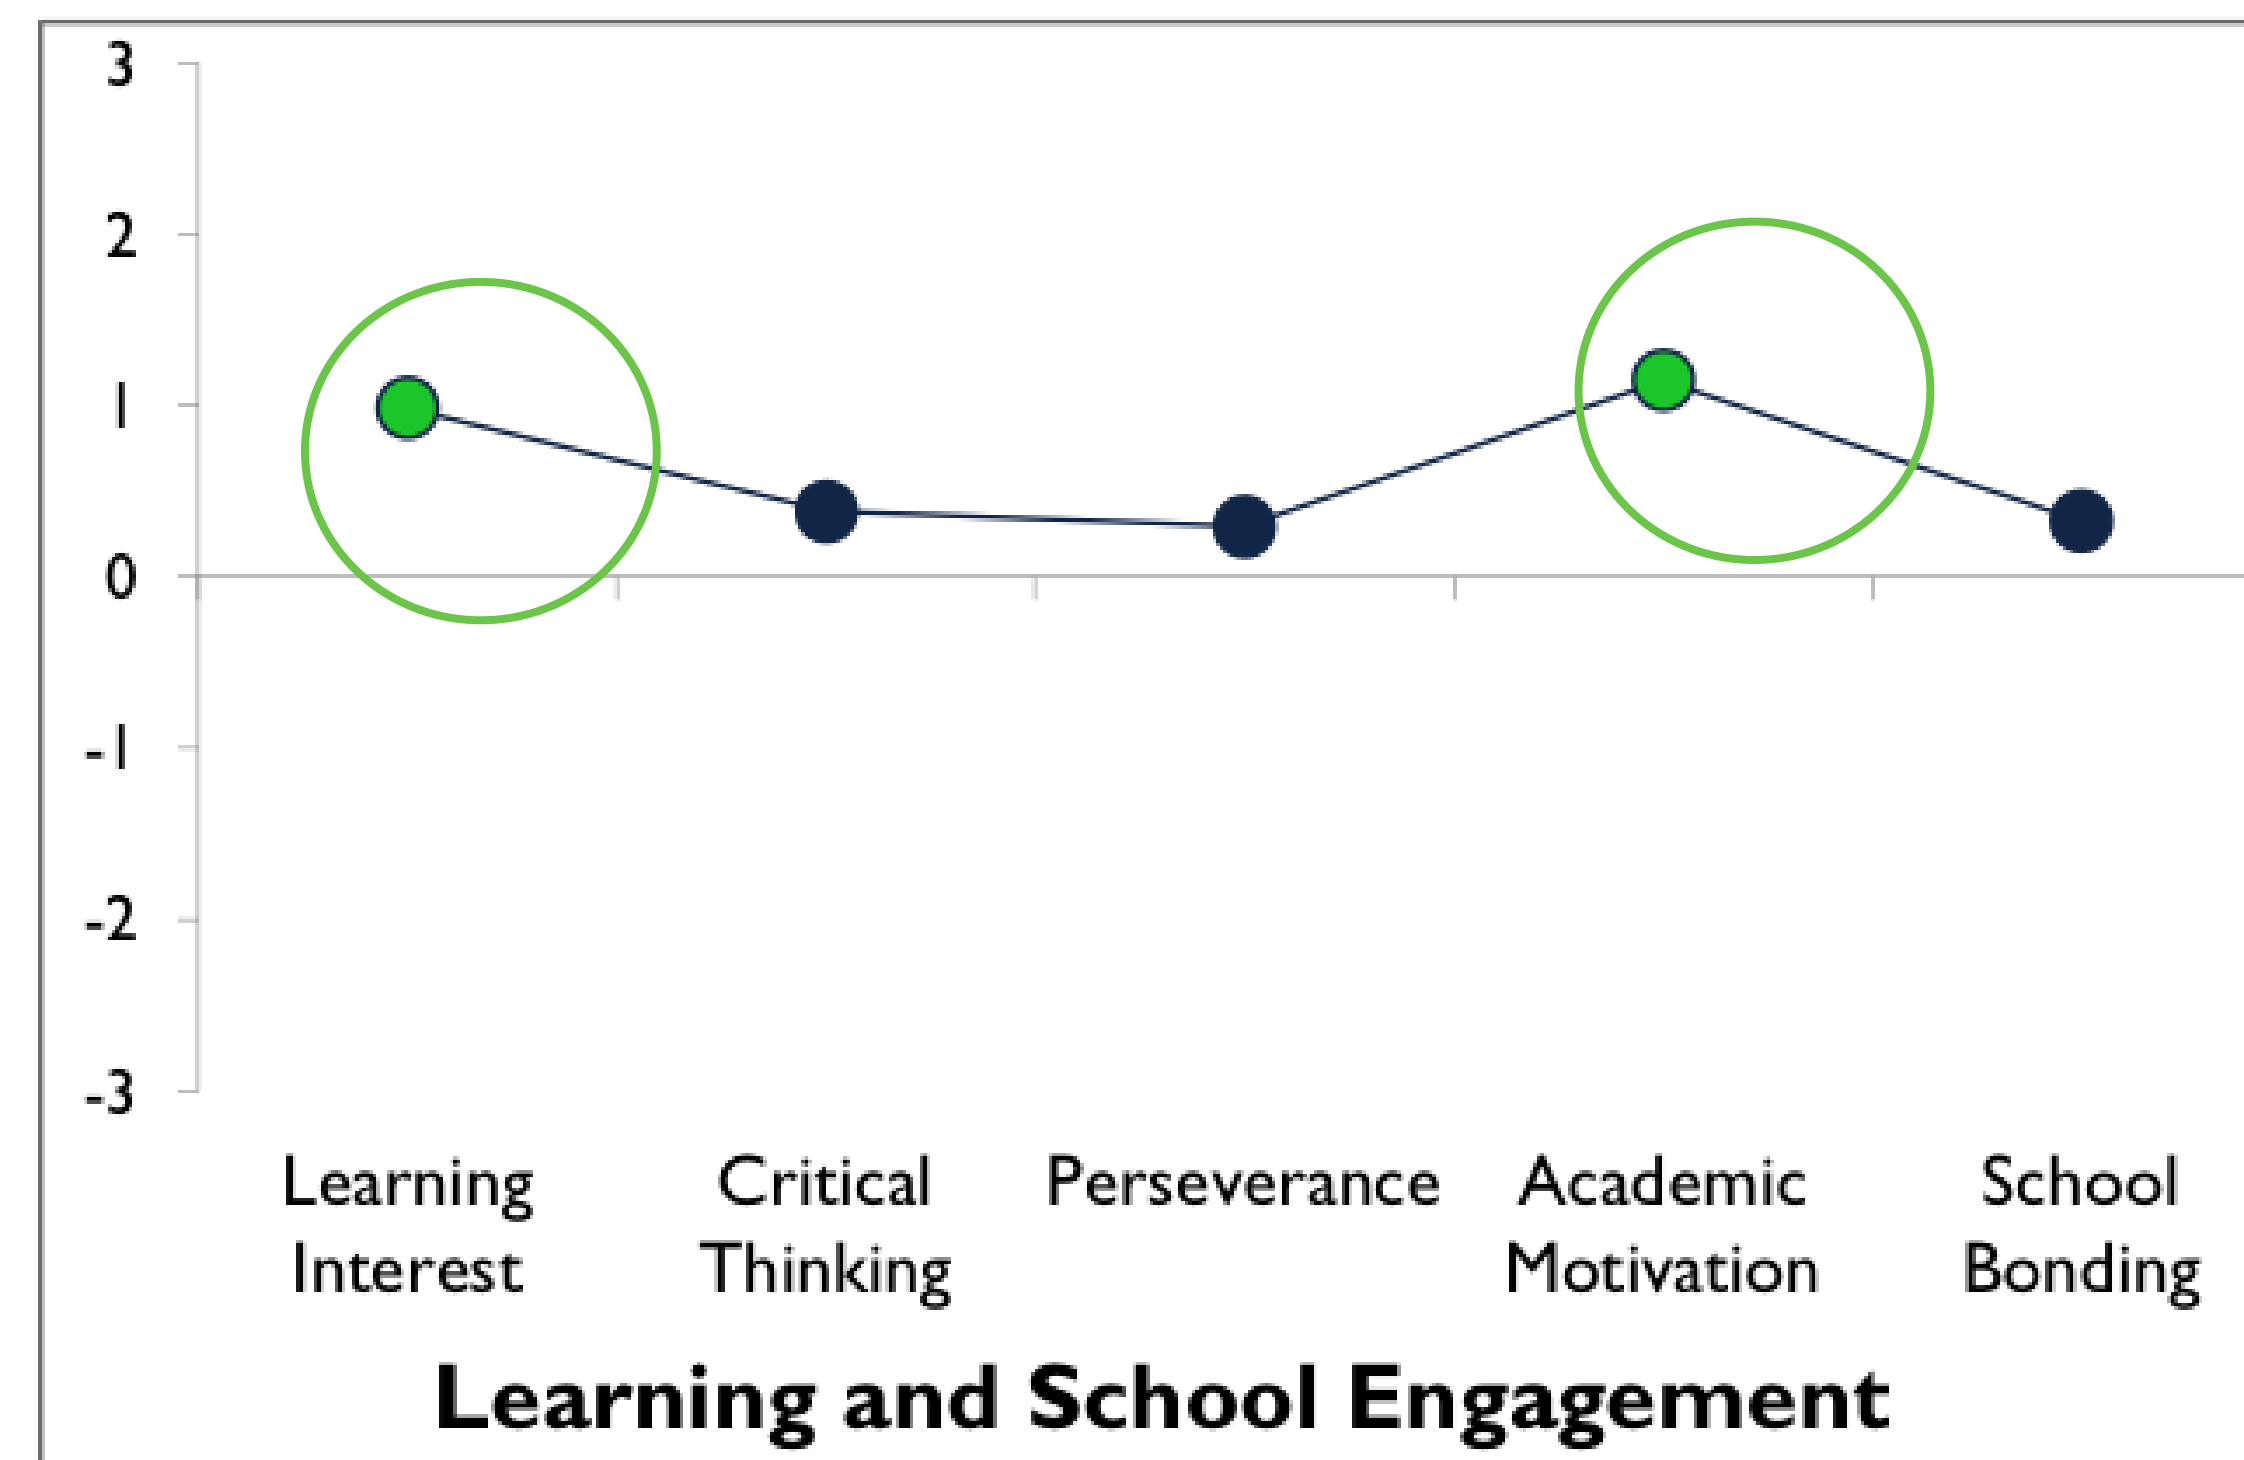 3
2
1
0
-1
-2
-3
Learning Interest
Critical Thinking
Perseverance
Academic Motivation
School Bonding
Learning and School Engagement